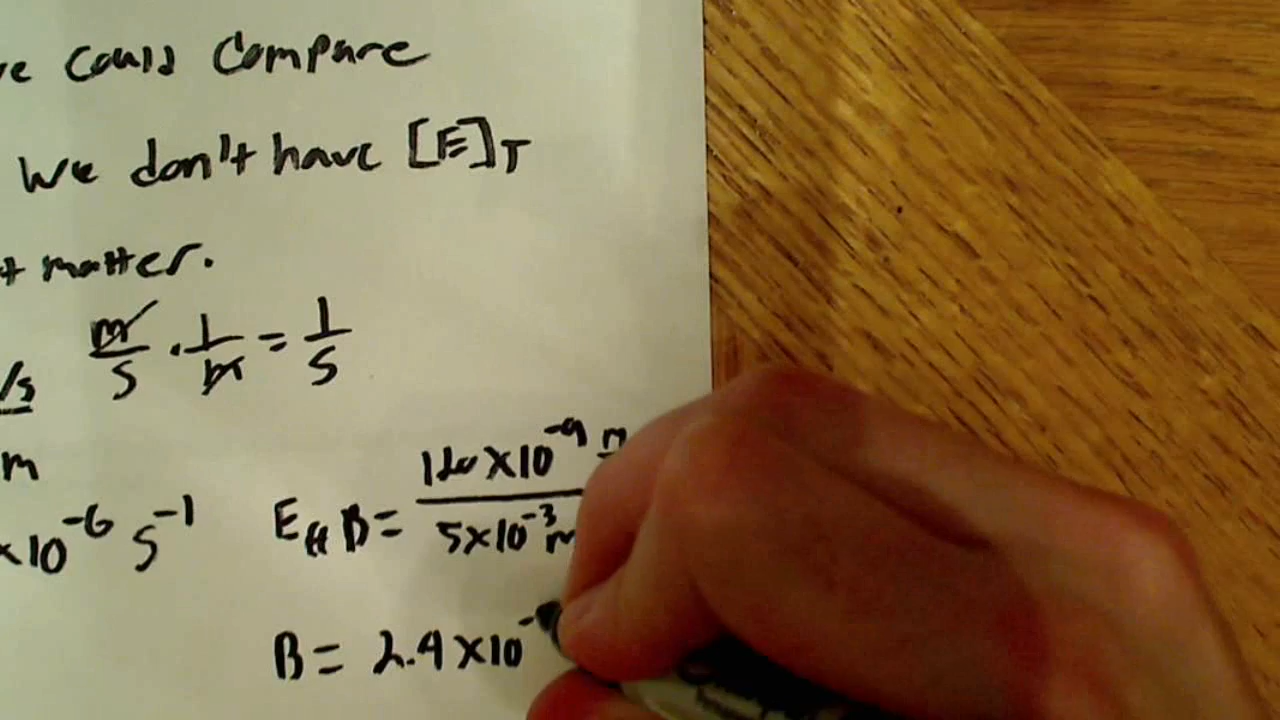 could compare
we don't have [E]T
matter.
m/s · 1/m = 1/s
/s
m
×10^-6 s^-1
Eff B = 120×10^-9 m / 5×10^-3 m
B = 2.4×10^-